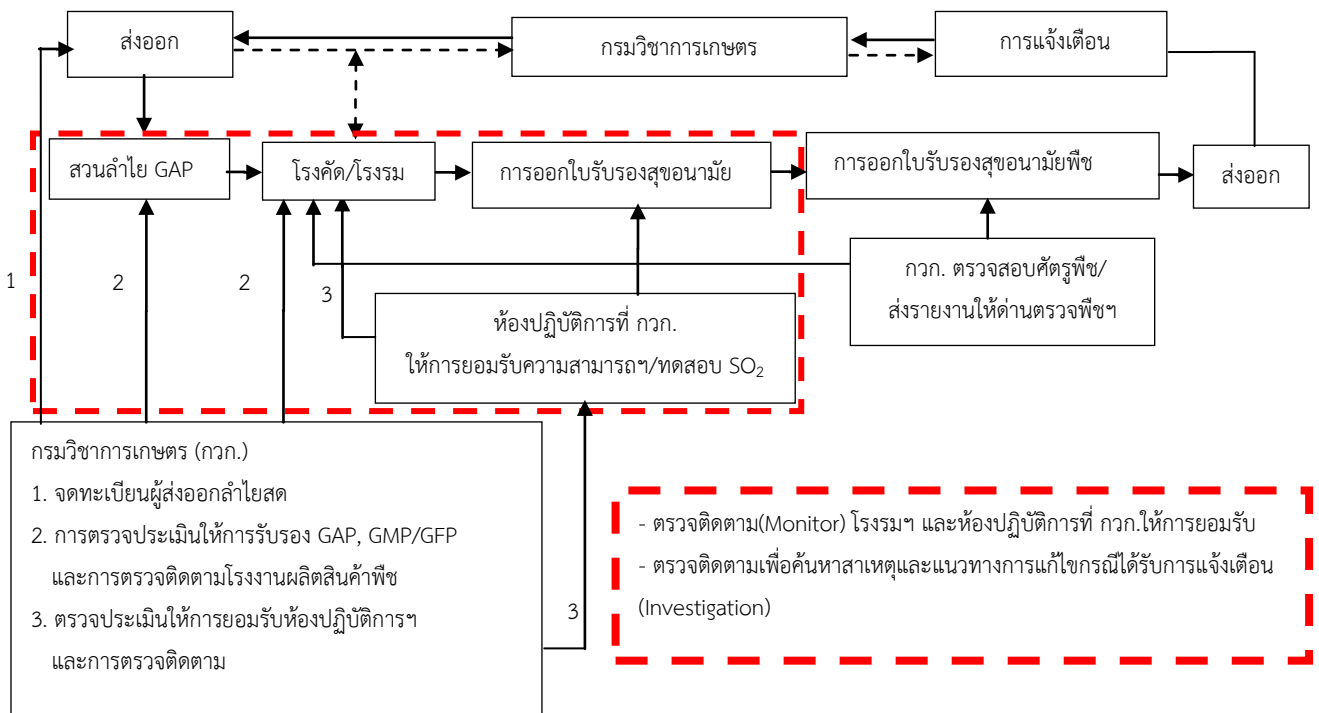 ส่งออก
กรมวิชาการเกษตร
การแจ้งเตือน
สวนลำไย GAP
โรงคัด/โรงรม
การออกใบรับรองสุขอนามัย
การออกใบรับรองสุขอนามัยพืช
ส่งออก
1
2
2
3
กวก. ตรวจสอบศัตรูพืช/
ส่งรายงานให้ด่านตรวจพืชฯ
ห้องปฏิบัติการที่ กวก.
ให้การยอมรับความสามารถฯ/ทดสอบ SO₂
กรมวิชาการเกษตร (กวก.)
1. จดทะเบียนผู้ส่งออกลำไยสด
2. การตรวจประเมินให้การรับรอง GAP, GMP/GFP
และการตรวจติดตามโรงงานผลิตสินค้าพืช
3. ตรวจประเมินให้การยอมรับห้องปฏิบัติการฯ
และการตรวจติดตาม
3
- ตรวจติดตาม(Monitor) โรงรมฯ และห้องปฏิบัติการที่ กวก.ให้การยอมรับ
- ตรวจติดตามเพื่อค้นหาสาเหตุและแนวทางการแก้ไขกรณีได้รับการแจ้งเตือน
(Investigation)